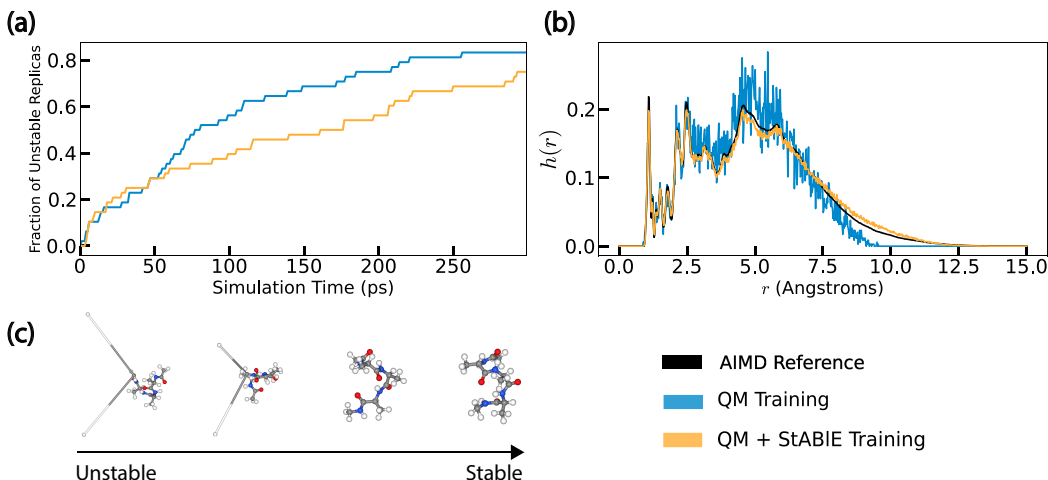 (a)
Fraction of Unstable Replicas
0.8
0.6
0.4
0.2
0.0
0
50
100
150
200
250
Simulation Time (ps)
(b)
h(r)
0.2
0.1
0.0
0.0
2.5
5.0
7.5
10.0
12.5
15.0
r (Angstroms)
(c)
Unstable
Stable
AIMD Reference
QM Training
QM + StABlE Training